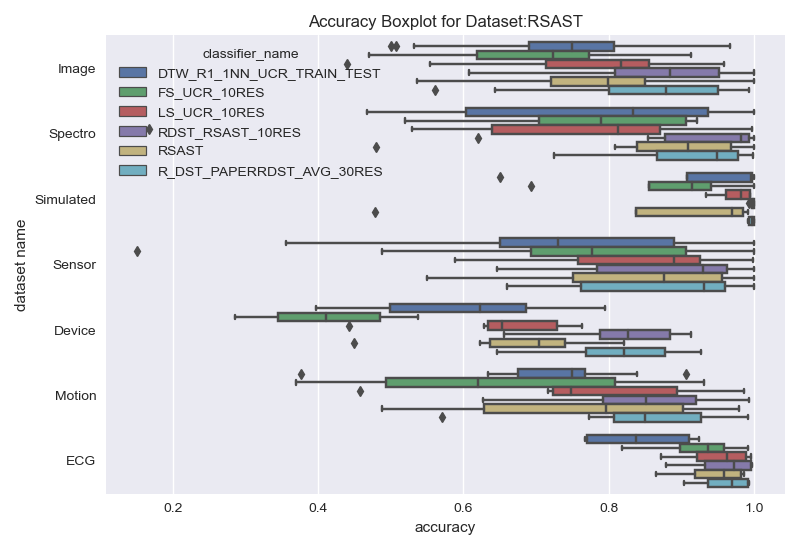 Accuracy Boxplot for Dataset:RSAST
classifier_name
DTW_R1_1NN_UCR_TRAIN_TEST
FS_UCR_10RES
LS_UCR_10RES
RDST_RSAST_10RES
RSAST
R_DST_PAPERRDST_AVG_30RES
dataset name
Image
Spectro
Simulated
Sensor
Device
Motion
ECG
0.2 0.4 0.6 0.8 1.0
accuracy